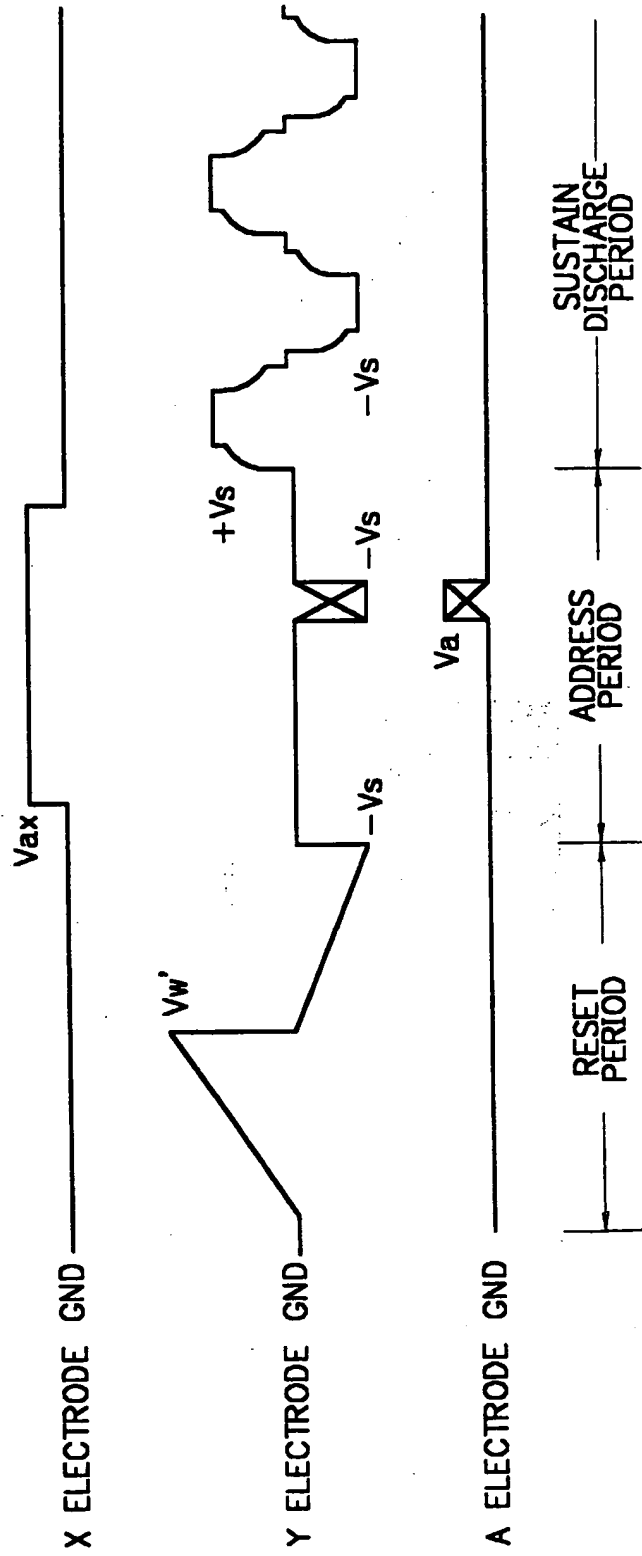 X ELECTRODE GND
Vax
Y ELECTRODE GND
Vw'
-Vs
-Vs
+Vs
-Vs
A ELECTRODE GND
Va
RESET
PERIOD
ADDRESS
PERIOD
SUSTAIN
DISCHARGE
PERIOD